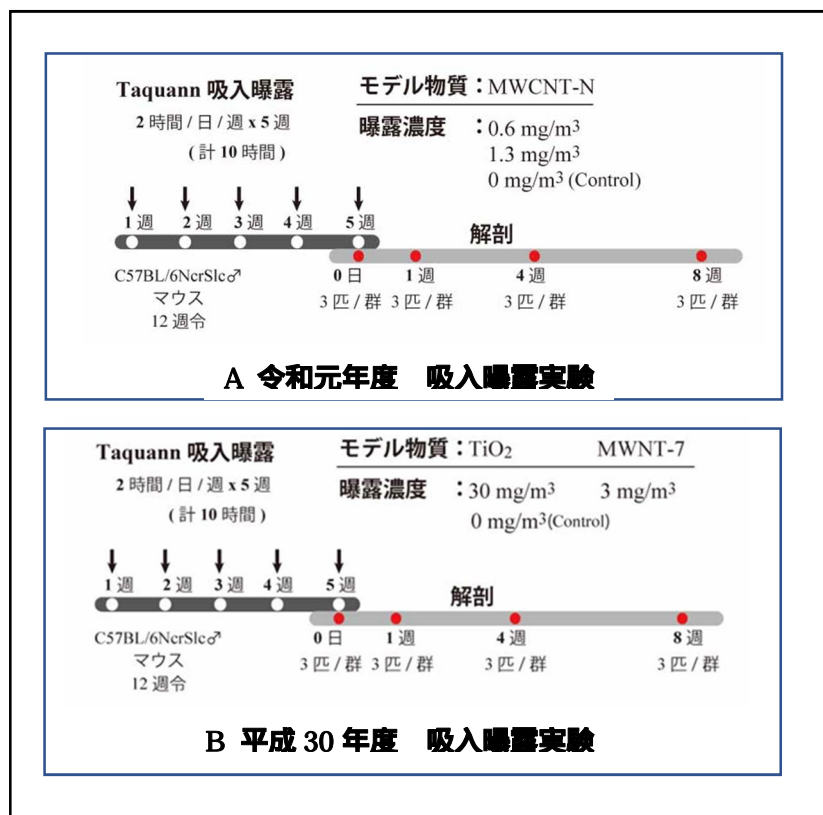 Taquann 吸入曝露
2 時間 / 日 / 週 x 5 週
( 計 10 時間 )
モデル物質：MWCNT-N
曝露濃度 ：0.6 mg/m3
1.3 mg/m3
0 mg/m3 (Control)
1 週 2 週 3 週 4 週 5 週
解剖
C57BL/6NcrSlc♂
マウス
12 週令
0 日 1 週 4 週 8 週
3 匹 / 群 3 匹 / 群 3 匹 / 群 3 匹 / 群
A 令和元年度 吸入曝露実験
Taquann 吸入曝露
2 時間 / 日 / 週 x 5 週
( 計 10 時間 )
モデル物質：TiO2 MWNT-7
曝露濃度 ：30 mg/m3 3 mg/m3
0 mg/m3(Control)
1 週 2 週 3 週 4 週 5 週
解剖
C57BL/6NcrSlc♂
マウス
12 週令
0 日 1 週 4 週 8 週
3 匹 / 群 3 匹 / 群 3 匹 / 群 3 匹 / 群
B 平成 30 年度 吸入曝露実験